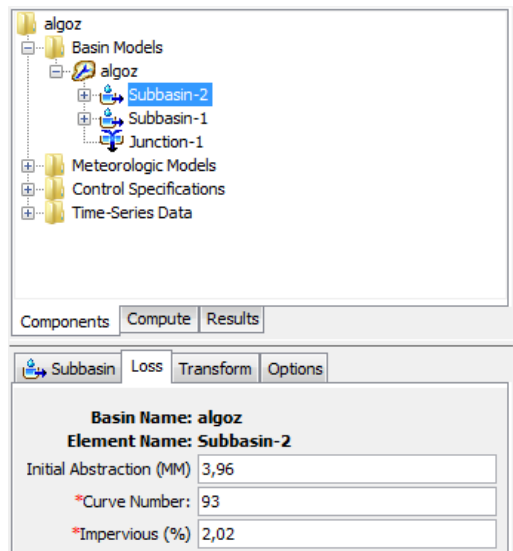 algoz
Basin Models
algoz
Subbasin-2
Subbasin-1
Junction-1
Meteorologic Models
Control Specifications
Time-Series Data
Components Compute Results
Subbasin Loss Transform Options
Basin Name: algoz
Element Name: Subbasin-2
Initial Abstraction (MM) 3,96
*Curve Number: 93
*Impervious (%) 2,02